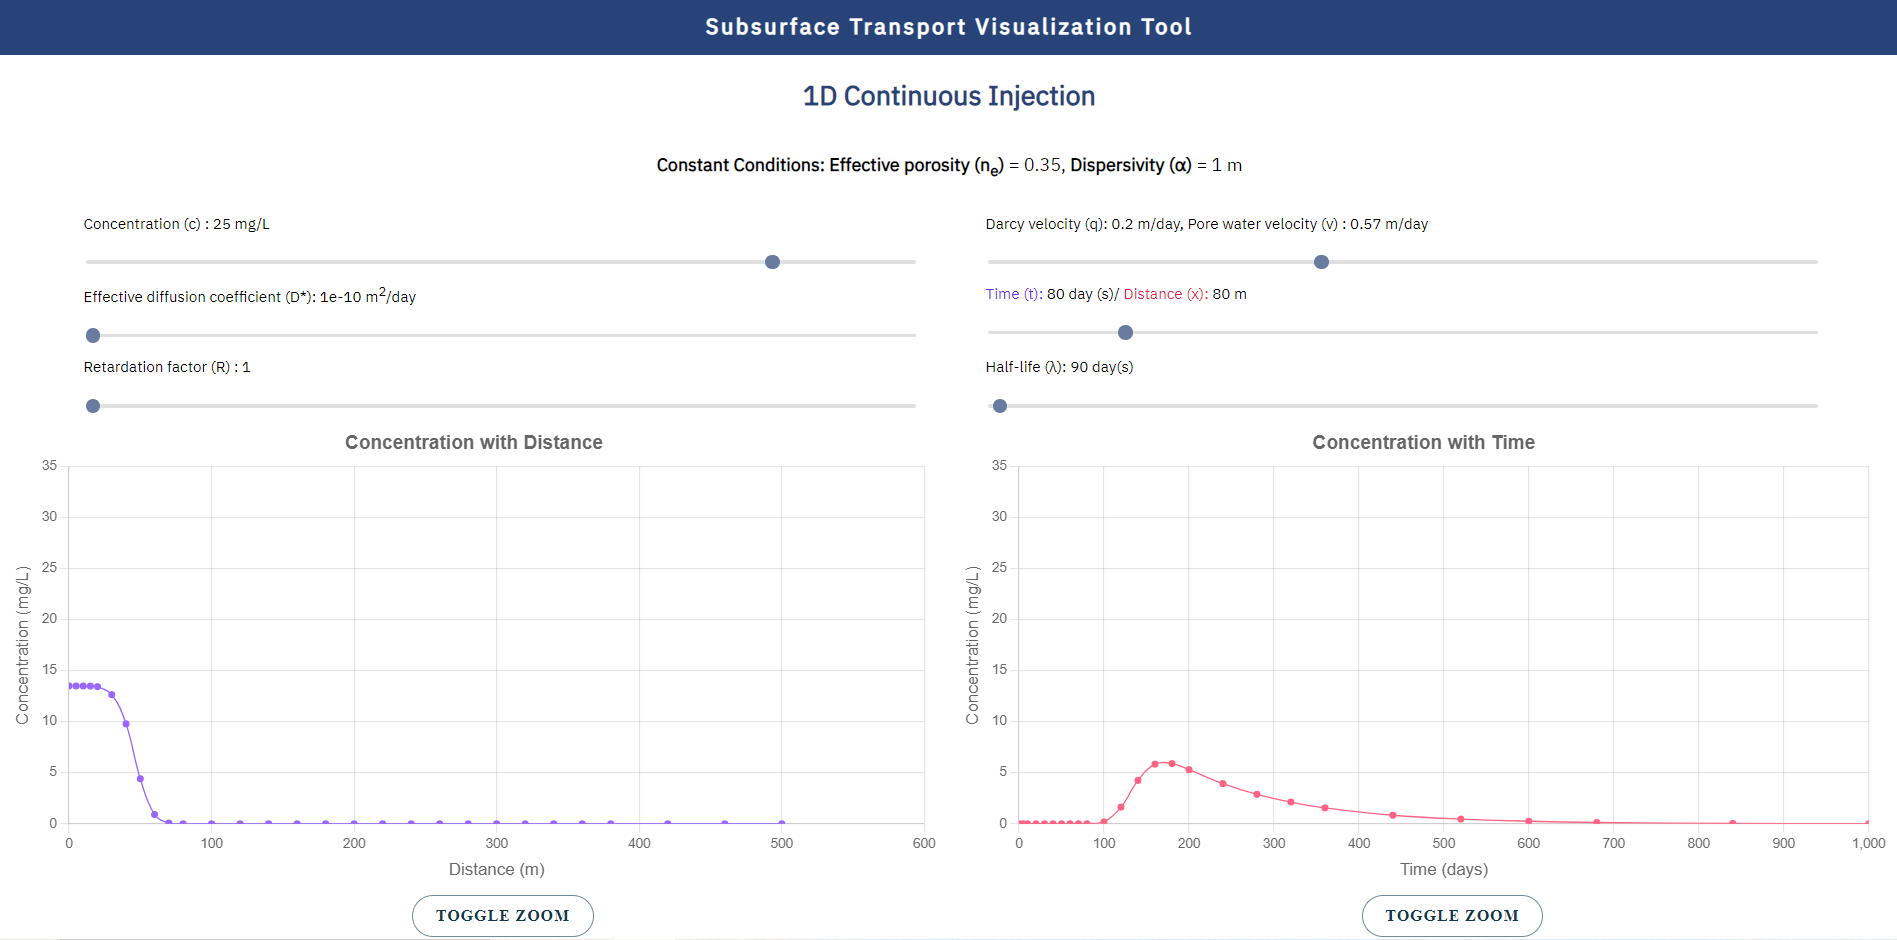 Subsurface Transport Visualization Tool
1D Continuous Injection
Constant Conditions: Effective porosity (ne) = 0.35, Dispersivity (α) = 1 m
Concentration (c) : 25 mg/L
Effective diffusion coefficient (D*): 1e-10 m2/day
Retardation factor (R) : 1
Darcy velocity (q): 0.2 m/day, Pore water velocity (v) : 0.57 m/day
Time (t): 80 day (s)/ Distance (x): 80 m
Half-life (λ): 90 day(s)
Concentration with Distance
Concentration (mg/L)
35
30
25
20
15
10
5
0
0 100 200 300 400 500 600
Distance (m)
TOGGLE ZOOM
Concentration with Time
Concentration (mg/L)
35
30
25
20
15
10
5
0
0 100 200 300 400 500 600 700 800 900 1,000
Time (days)
TOGGLE ZOOM